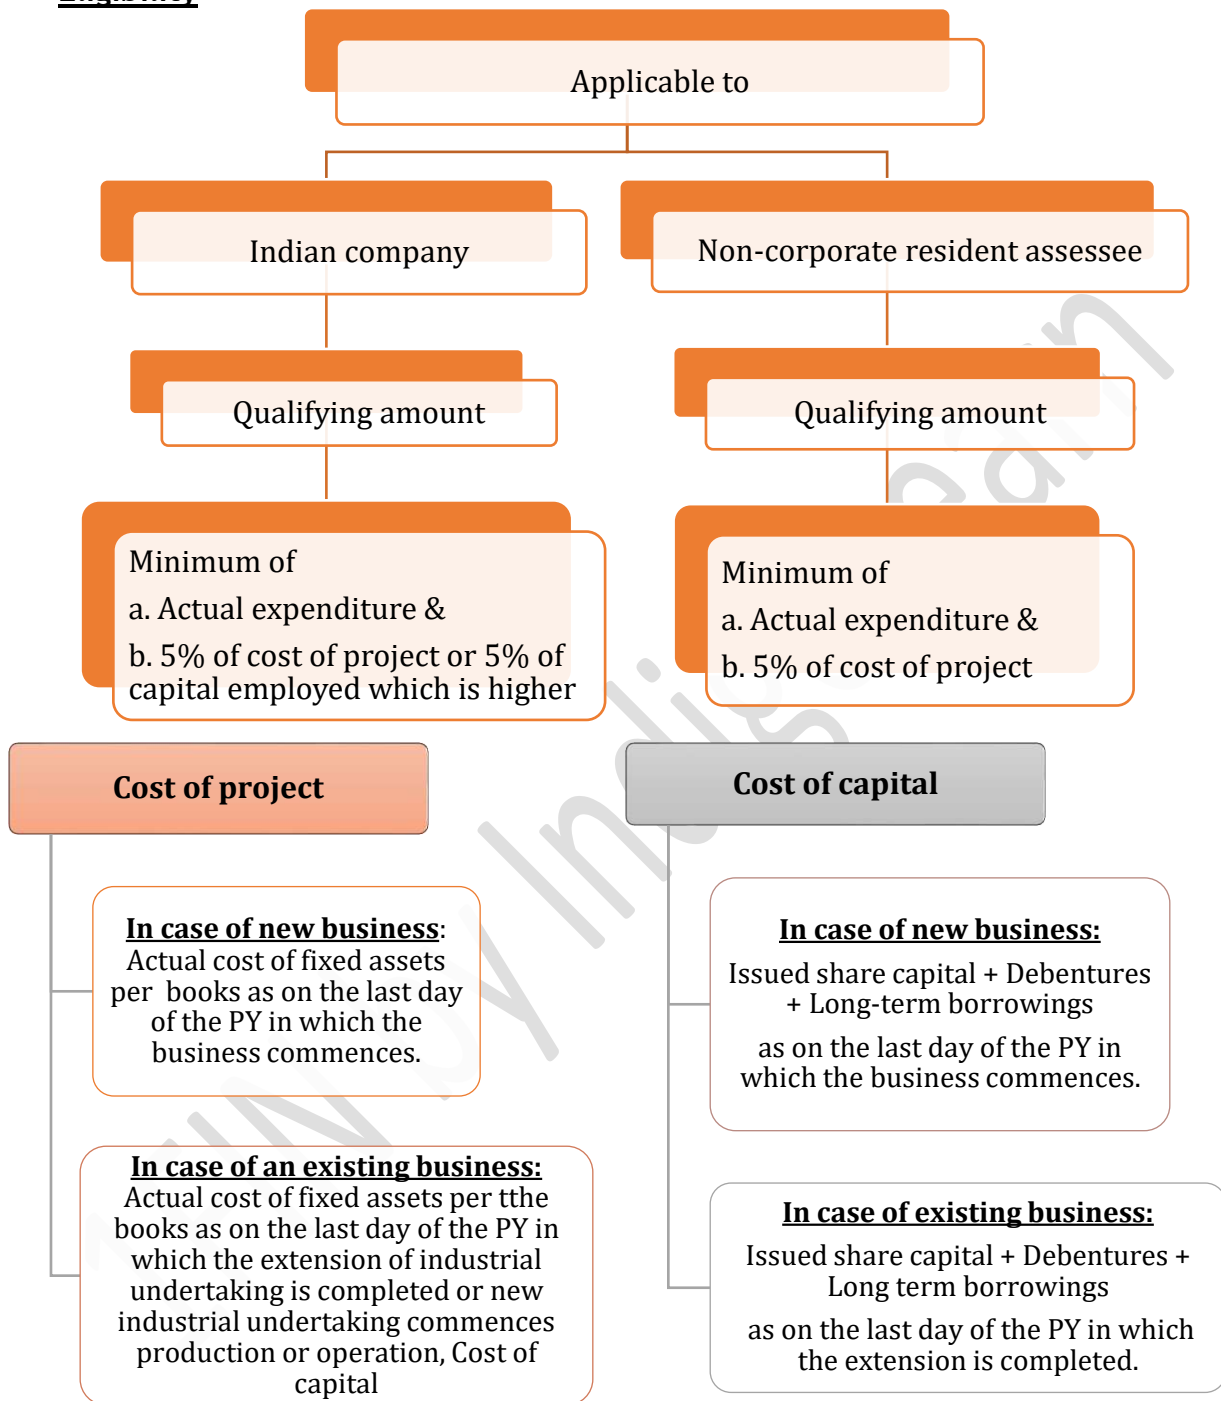 Eligibility
Applicable to
Indian company
Non-corporate resident assessee
Qualifying amount
Qualifying amount
Minimum of
a. Actual expenditure &
b. 5% of cost of project or 5% of
capital employed which is higher
Minimum of
a. Actual expenditure &
b. 5% of cost of project
Cost of project
In case of new business:
Actual cost of fixed assets
per books as on the last day
of the PY in which the
business commences.
In case of an existing business:
Actual cost of fixed assets per tthe
books as on the last day of the PY in
which the extension of industrial
undertaking is completed or new
industrial undertaking commences
production or operation, Cost of
capital
Cost of capital
In case of new business:
Issued share capital + Debentures
+ Long-term borrowings
as on the last day of the PY in
which the business commences.
In case of existing business:
Issued share capital + Debentures +
Long term borrowings
as on the last day of the PY in which
the extension is completed.
by